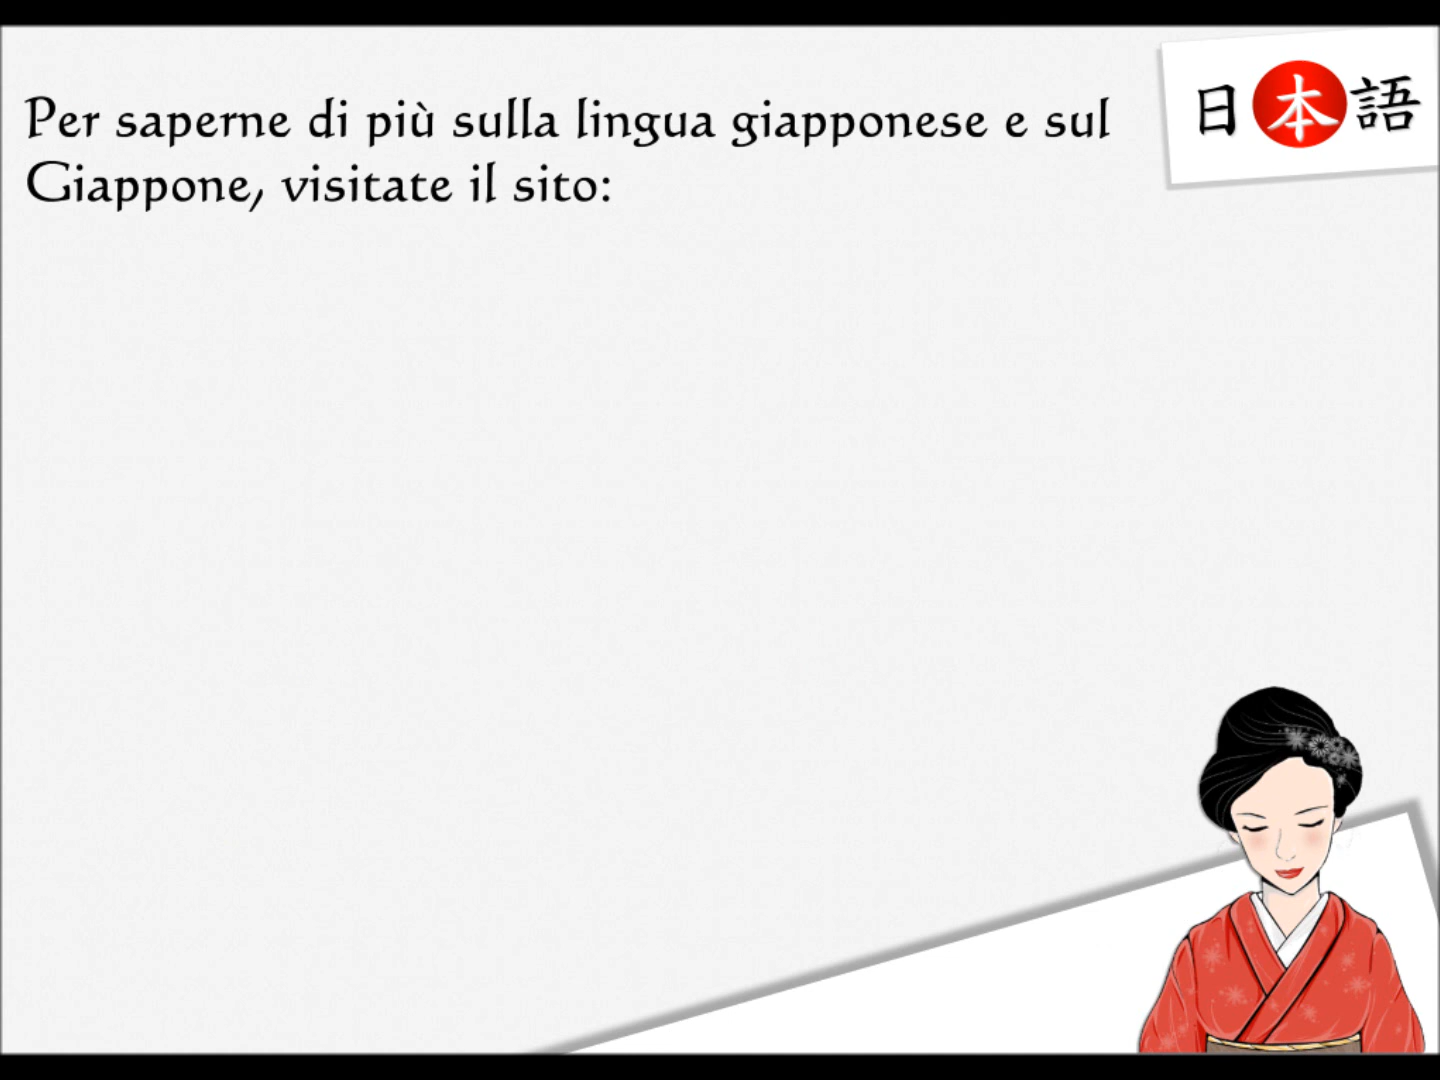 Per saperne di più sulla lingua giapponese e sul
Giappone, visitate il sito:
日本語